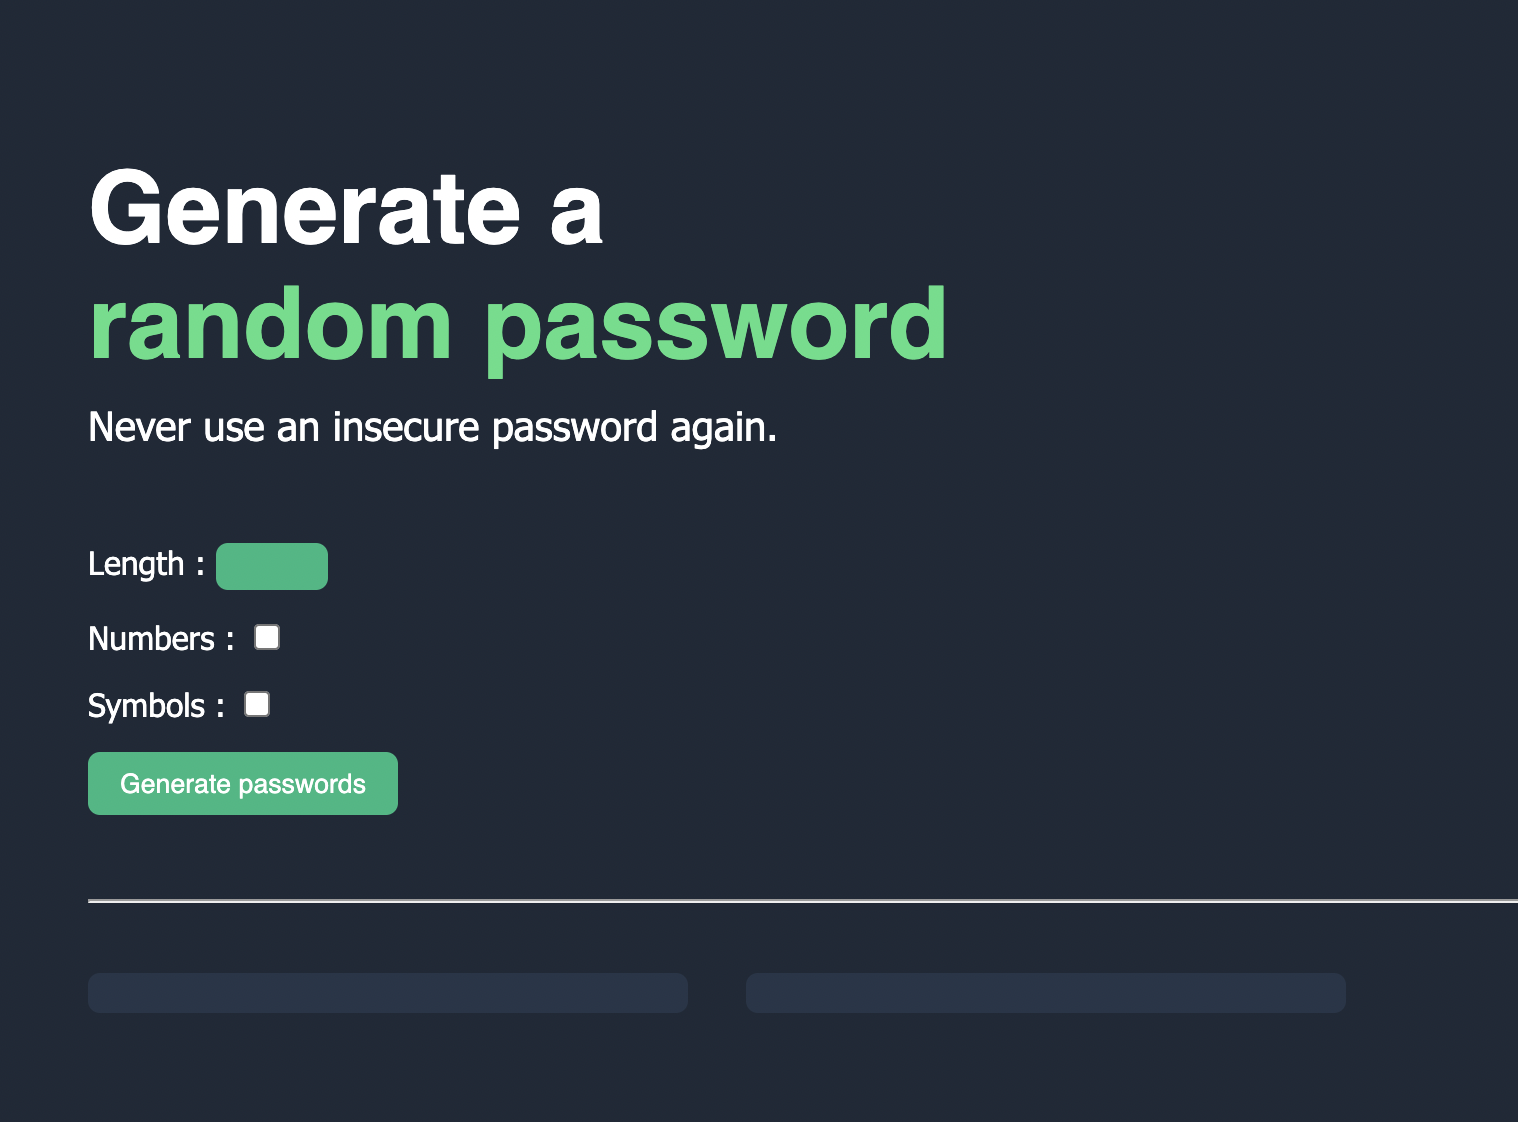 Generate a
random password
Never use an insecure password again.
Length :
Numbers :
Symbols :
Generate passwords